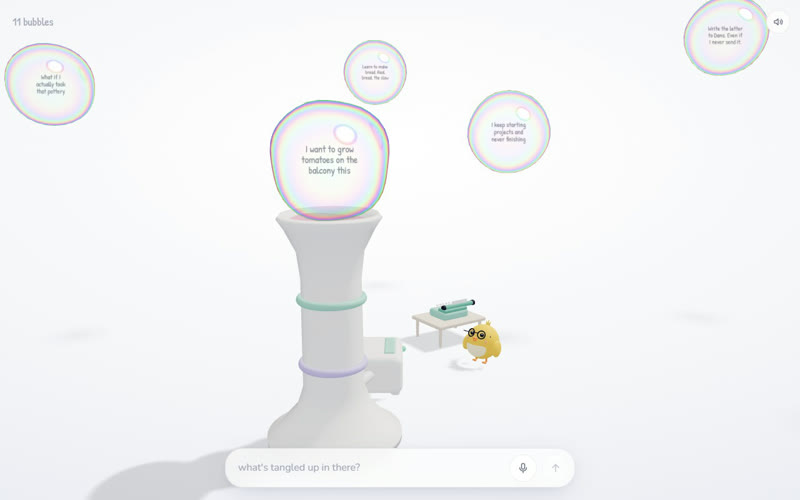 11 bubbles
Write the letter
to Dana. Even if
I never send it.
What if I
actually took
that pottery
Learn to make
bread. Real
bread, the slow
I keep starting
projects and
never finishing
I want to grow
tomatoes on the
balcony this
what's tangled up in there?